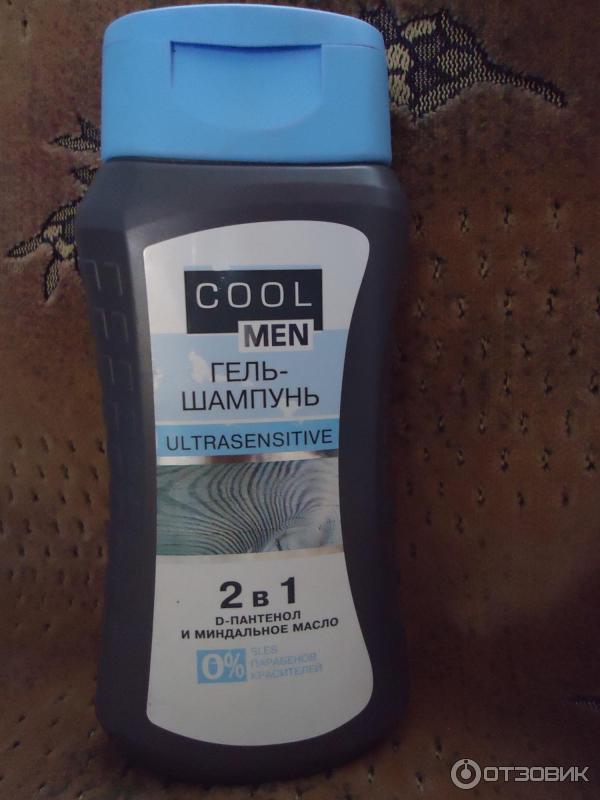 COOL
MEN
ГЕЛЬ-
ШАМПУНЬ
ULTRASENSITIVE
2 в 1
D-ПАНТЕНОЛ
И МИНДАЛЬНОЕ МАСЛО
0% SLES
ПАРАБЕНОВ
КРАСИТЕЛЕЙ
ОТЗОВИК